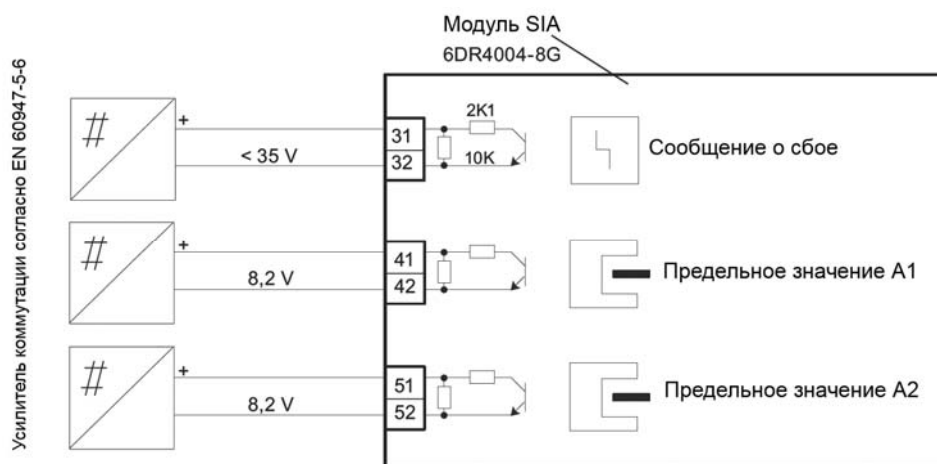 Модуль SIA
6DR4004-8G
Усилитель коммутации согласно EN 60947-5-6
+
< 35 V
31
32
2K1
10K
Сообщение о сбое
+
8,2 V
41
42
Предельное значение A1
+
8,2 V
51
52
Предельное значение A2